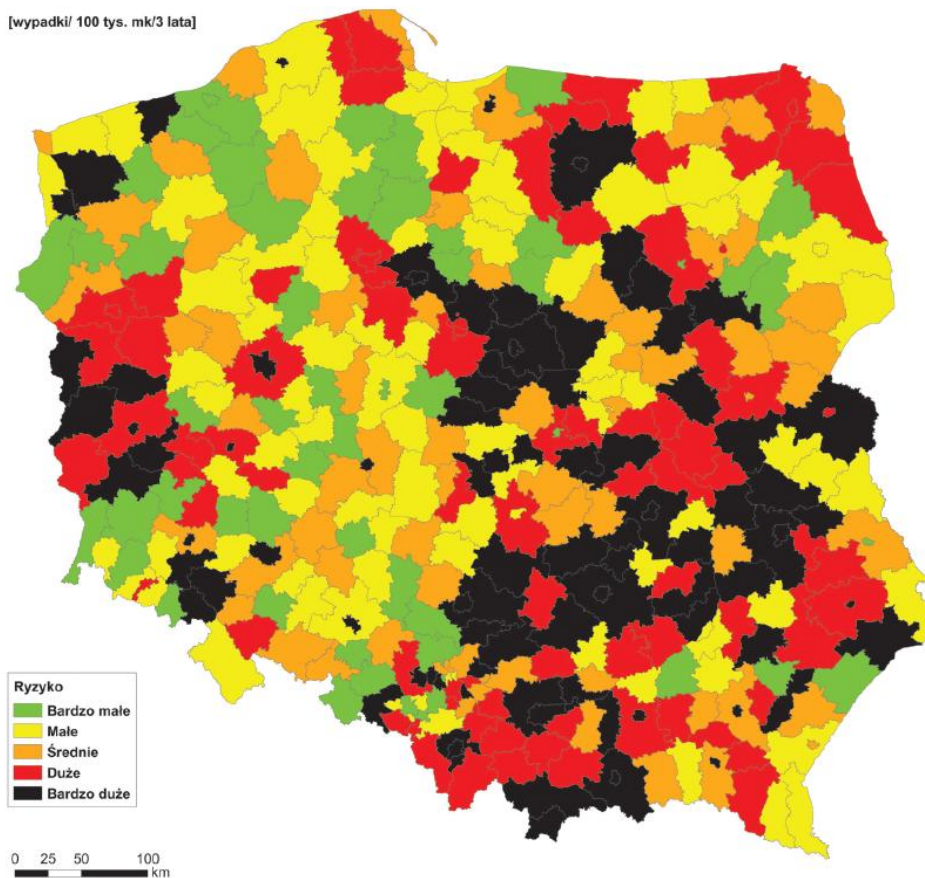 [wypadki/ 100 tys. mk/3 lata]
Ryzyko
Bardzo małe
Małe
Średnie
Duże
Bardzo duże
0 25 50 100
km